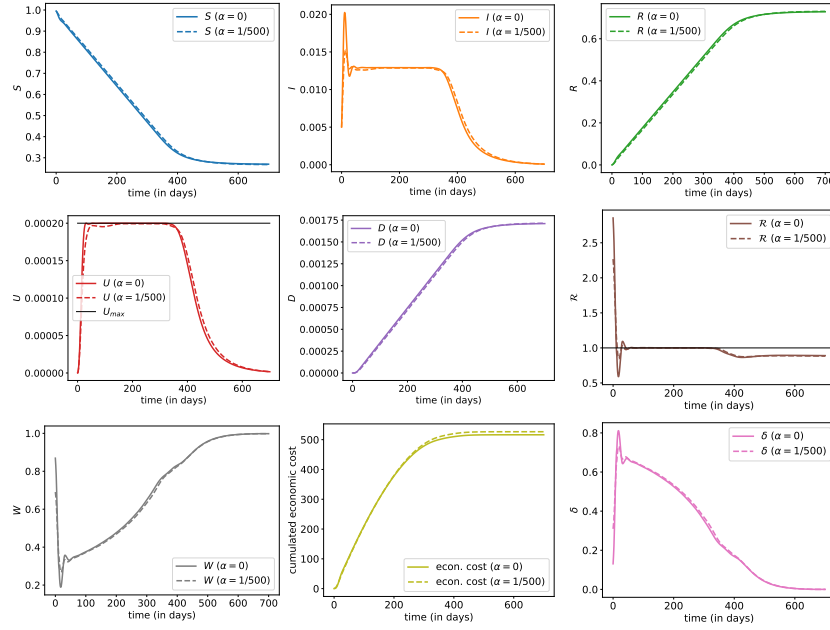 1.0
0.9
0.8
0.7
0.6
0.5
0.4
0.3
S
S (α = 0)
S (α = 1/500)
0 200 400 600
time (in days)
0.020
0.015
0.010
0.005
0.000
I
I (α = 0)
I (α = 1/500)
0 200 400 600
time (in days)
0.6
0.4
0.2
0.0
R
R (α = 0)
R (α = 1/500)
0 100 200 300 400 500 600 700
time (in days)
0.00020
0.00015
0.00010
0.00005
0.00000
U
U (α = 0)
U (α = 1/500)
Umax
0 200 400 600
time (in days)
0.00175
0.00150
0.00125
0.00100
0.00075
0.00050
0.00025
0.00000
D
D (α = 0)
D (α = 1/500)
0 200 400 600
time (in days)
2.5
2.0
1.5
1.0
0.5
ℛ
ℛ (α = 0)
ℛ (α = 1/500)
0 200 400 600
time (in days)
1.0
0.8
0.6
0.4
0.2
W
W (α = 0)
W (α = 1/500)
0 100 200 300 400 500 600 700
time (in days)
500
400
300
200
100
0
cumulated economic cost
econ. cost (α = 0)
econ. cost (α = 1/500)
0 200 400 600
time (in days)
0.8
0.6
0.4
0.2
0.0
δ
δ (α = 0)
δ (α = 1/500)
0 100 200 300 400 500 600 700
time (in days)